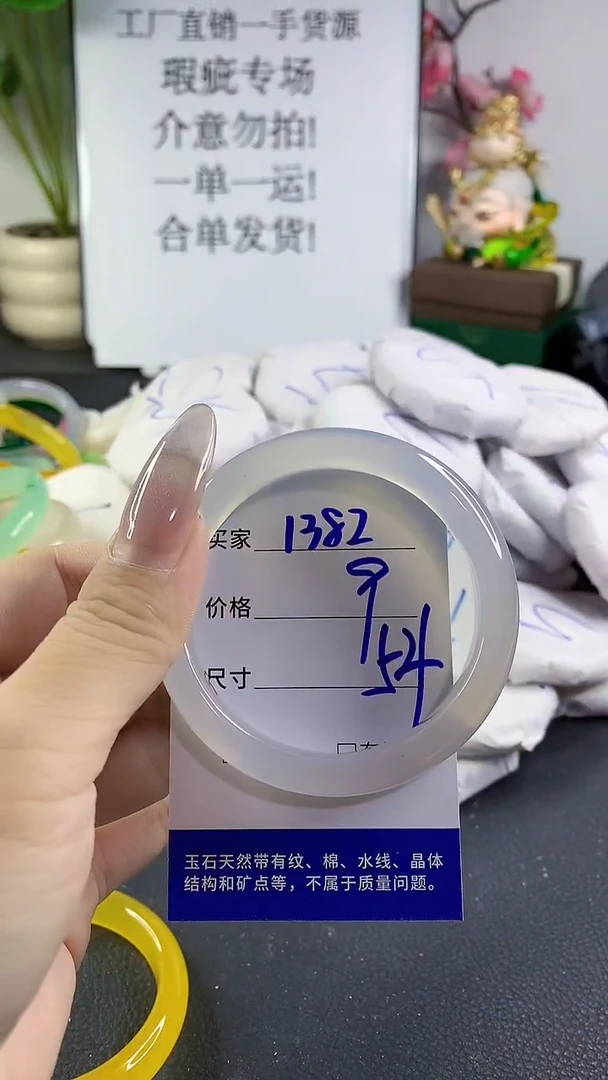 工厂直销一手货源
瑕疵专场
介意勿拍!
一单一运!
合单发货!
买家 1382
价格 9
尺寸 54
玉石天然带有纹、棉、水线、晶体
结构和矿点等，不属于质量问题。